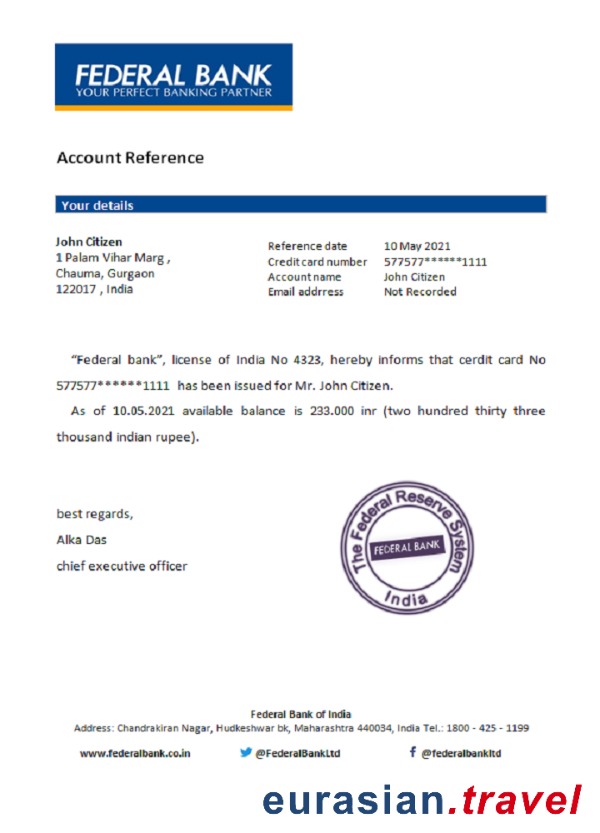 FEDERAL BANK
YOUR PERFECT BANKING PARTNER
Account Reference
Your details
John Citizen
1 Palam Vihar Marg ,
Chauma, Gurgaon
122017 , India
Reference date 10 May 2021
Credit card number 577577******1111
Account name John Citizen
Email addrress Not Recorded
“Federal bank”, license of India No 4323, hereby informs that cerdit card No
577577******1111 has been issued for Mr. John Citizen.
As of 10.05.2021 available balance is 233.000 inr (two hundred thirty three
thousand indian rupee).
best regards,
Alka Das
chief executive officer
The Federal Reserve System
FEDERAL BANK
India
Federal Bank of India
Address: Chandrakiran Nagar, Hudkeshwar bk, Maharashtra 440034, India Tel.: 1800 - 425 - 1199
www.federalbank.co.in @FederalBankLtd @federalbankltd
eurasian.travel